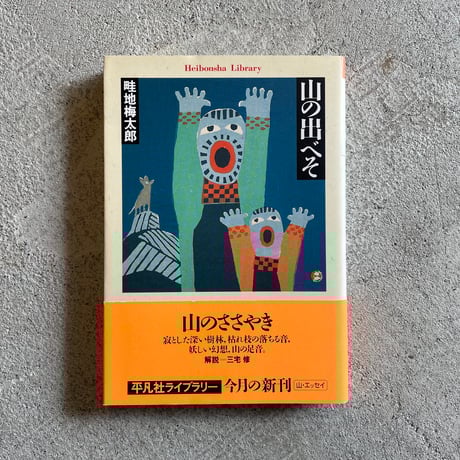 Heibonsha Library
山の出べそ
畦地梅太郎
山のささやき
寂とした深い樹林、枯れ枝の落ちる音、
妖しい幻想、山の足音。
解説―三宅 修
平凡社ライブラリー 今月の新刊 山・エッセイ